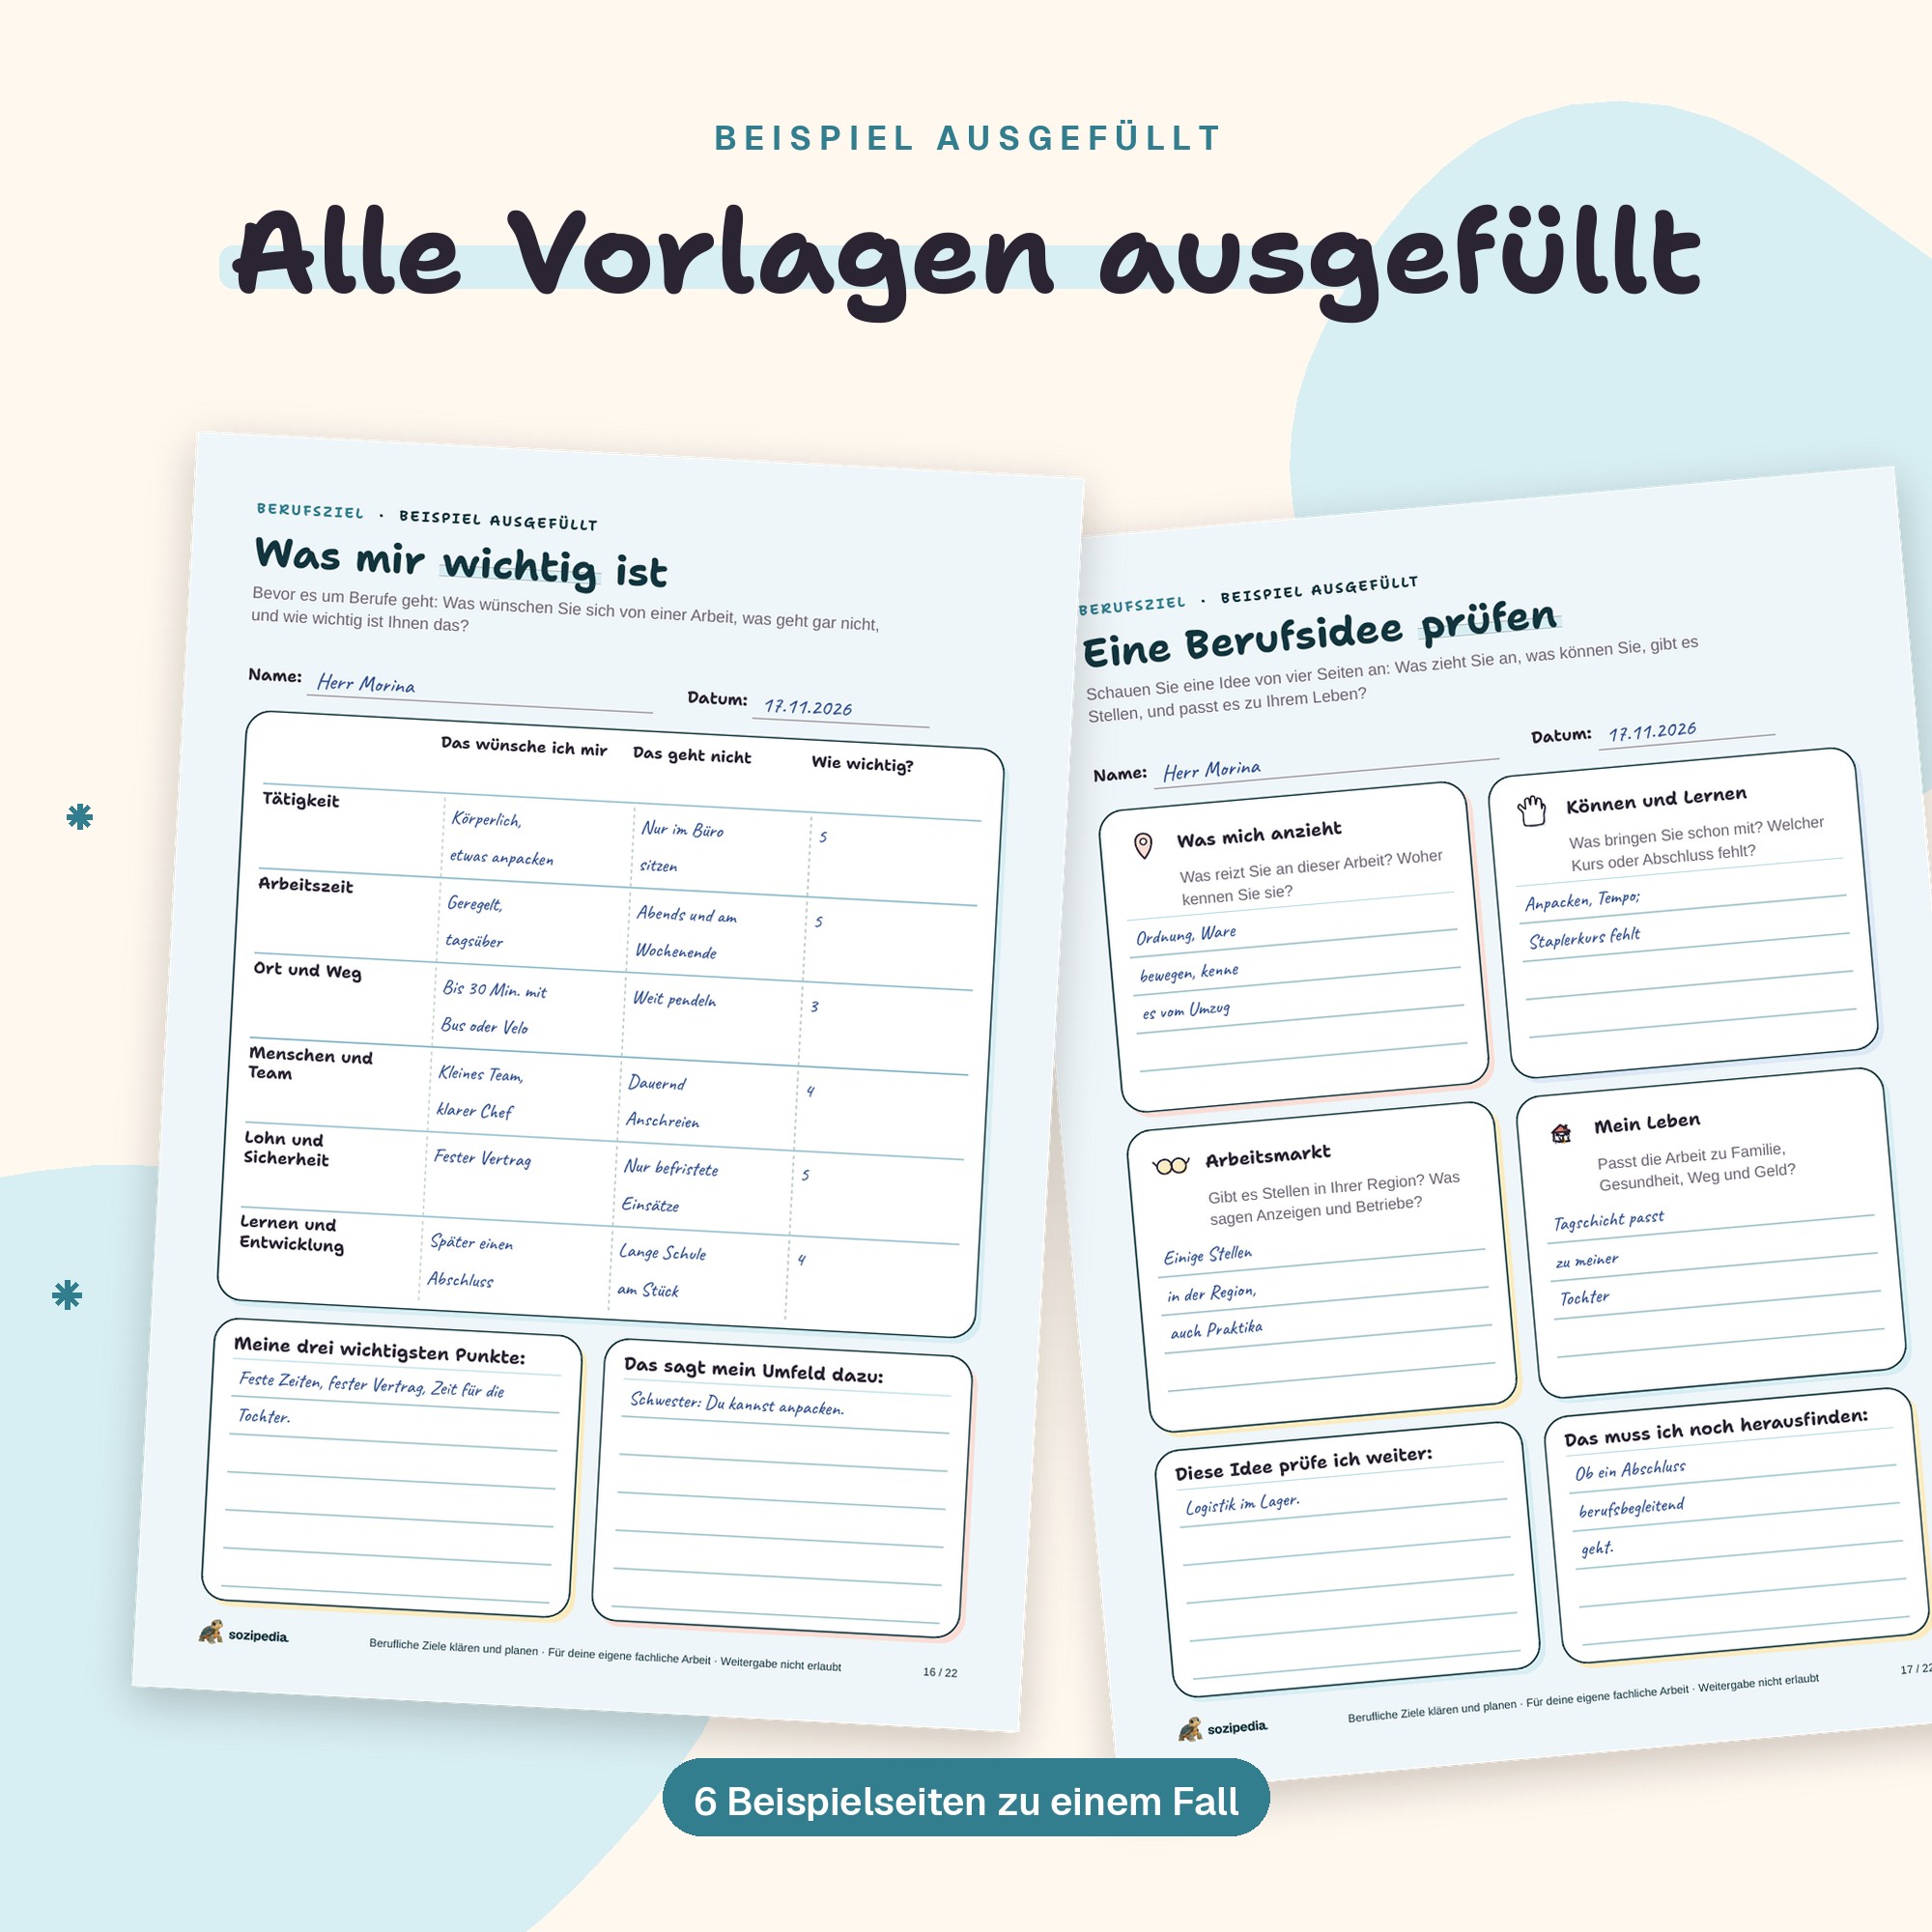 BEISPIEL AUSGEFÜLLT
Alle Vorlagen ausgefüllt
BERUFSZIEL · BEISPIEL AUSGEFÜLLT
Was mir wichtig ist
Bevor es um Berufe geht: Was wünschen Sie sich von einer Arbeit, was geht gar nicht,
und wie wichtig ist Ihnen das?
Name: Herr Morina Datum: 17.11.2026
Das wünsche ich mir Das geht nicht Wie wichtig?
Tätigkeit
Körperlich,
etwas anpacken
Nur im Büro
sitzen
5
Arbeitszeit
Geregelt,
tagsüber
Abends und am
Wochenende
5
Ort und Weg
Bis 30 Min. mit
Bus oder Velo
Weit pendeln
3
Menschen und
Team
Kleines Team,
klarer Chef
Dauernd
Anschreien
4
Lohn und
Sicherheit
Fester Vertrag
Nur befristete
Einsätze
5
Lernen und
Entwicklung
Später einen
Abschluss
Lange Schule
am Stück
4
Meine drei wichtigsten Punkte:
Feste Zeiten, fester Vertrag, Zeit für die
Tochter.
Das sagt mein Umfeld dazu:
Schwester: Du kannst anpacken.
sozipedia.
Berufliche Ziele klären und planen · Für deine eigene fachliche Arbeit · Weitergabe nicht erlaubt
16 / 22
BERUFSZIEL · BEISPIEL AUSGEFÜLLT
Eine Berufsidee prüfen
Schauen Sie eine Idee von vier Seiten an: Was zieht Sie an, was können Sie, gibt es
Stellen, und passt es zu Ihrem Leben?
Name: Herr Morina Datum: 17.11.2026
Was mich anzieht
Was reizt Sie an dieser Arbeit? Woher
kennen Sie sie?
Ordnung, Ware
bewegen, kenne
es vom Umzug
Können und Lernen
Was bringen Sie schon mit? Welcher
Kurs oder Abschluss fehlt?
Anpacken, Tempo;
Staplerkurs fehlt
Arbeitsmarkt
Gibt es Stellen in Ihrer Region? Was
sagen Anzeigen und Betriebe?
Einige Stellen
in der Region,
auch Praktika
Mein Leben
Passt die Arbeit zu Familie,
Gesundheit, Weg und Geld?
Tagschicht passt
zu meiner
Tochter
Diese Idee prüfe ich weiter:
Logistik im Lager.
Das muss ich noch herausfinden:
Ob ein Abschluss
berufsbegleitend
geht.
sozipedia.
Berufliche Ziele klären und planen · Für deine eigene fachliche Arbeit · Weitergabe nicht erlaubt
17 / 22
6 Beispielseiten zu einem Fall